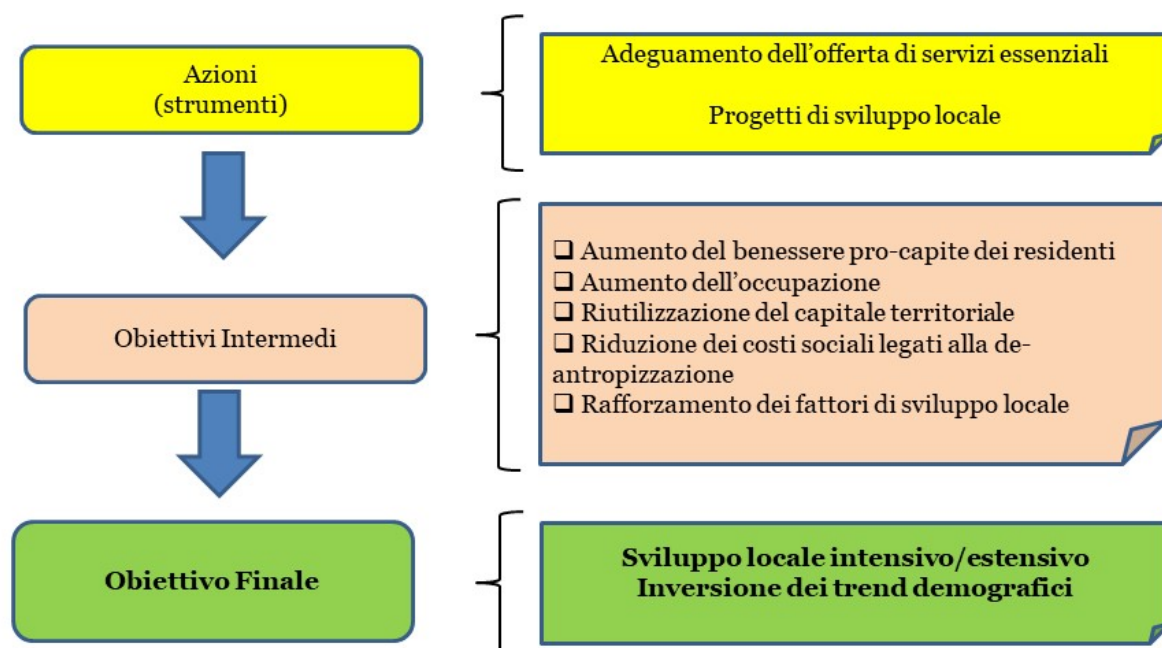 Azioni
(strumenti)
Adeguamento dell’offerta di servizi essenziali
Progetti di sviluppo locale
Obiettivi Intermedi
❑ Aumento del benessere pro-capite dei residenti
❑ Aumento dell’occupazione
❑ Riutilizzazione del capitale territoriale
❑ Riduzione dei costi sociali legati alla de-
antropizzazione
❑ Rafforzamento dei fattori di sviluppo locale
Obiettivo Finale
Sviluppo locale intensivo/estensivo
Inversione dei trend demografici